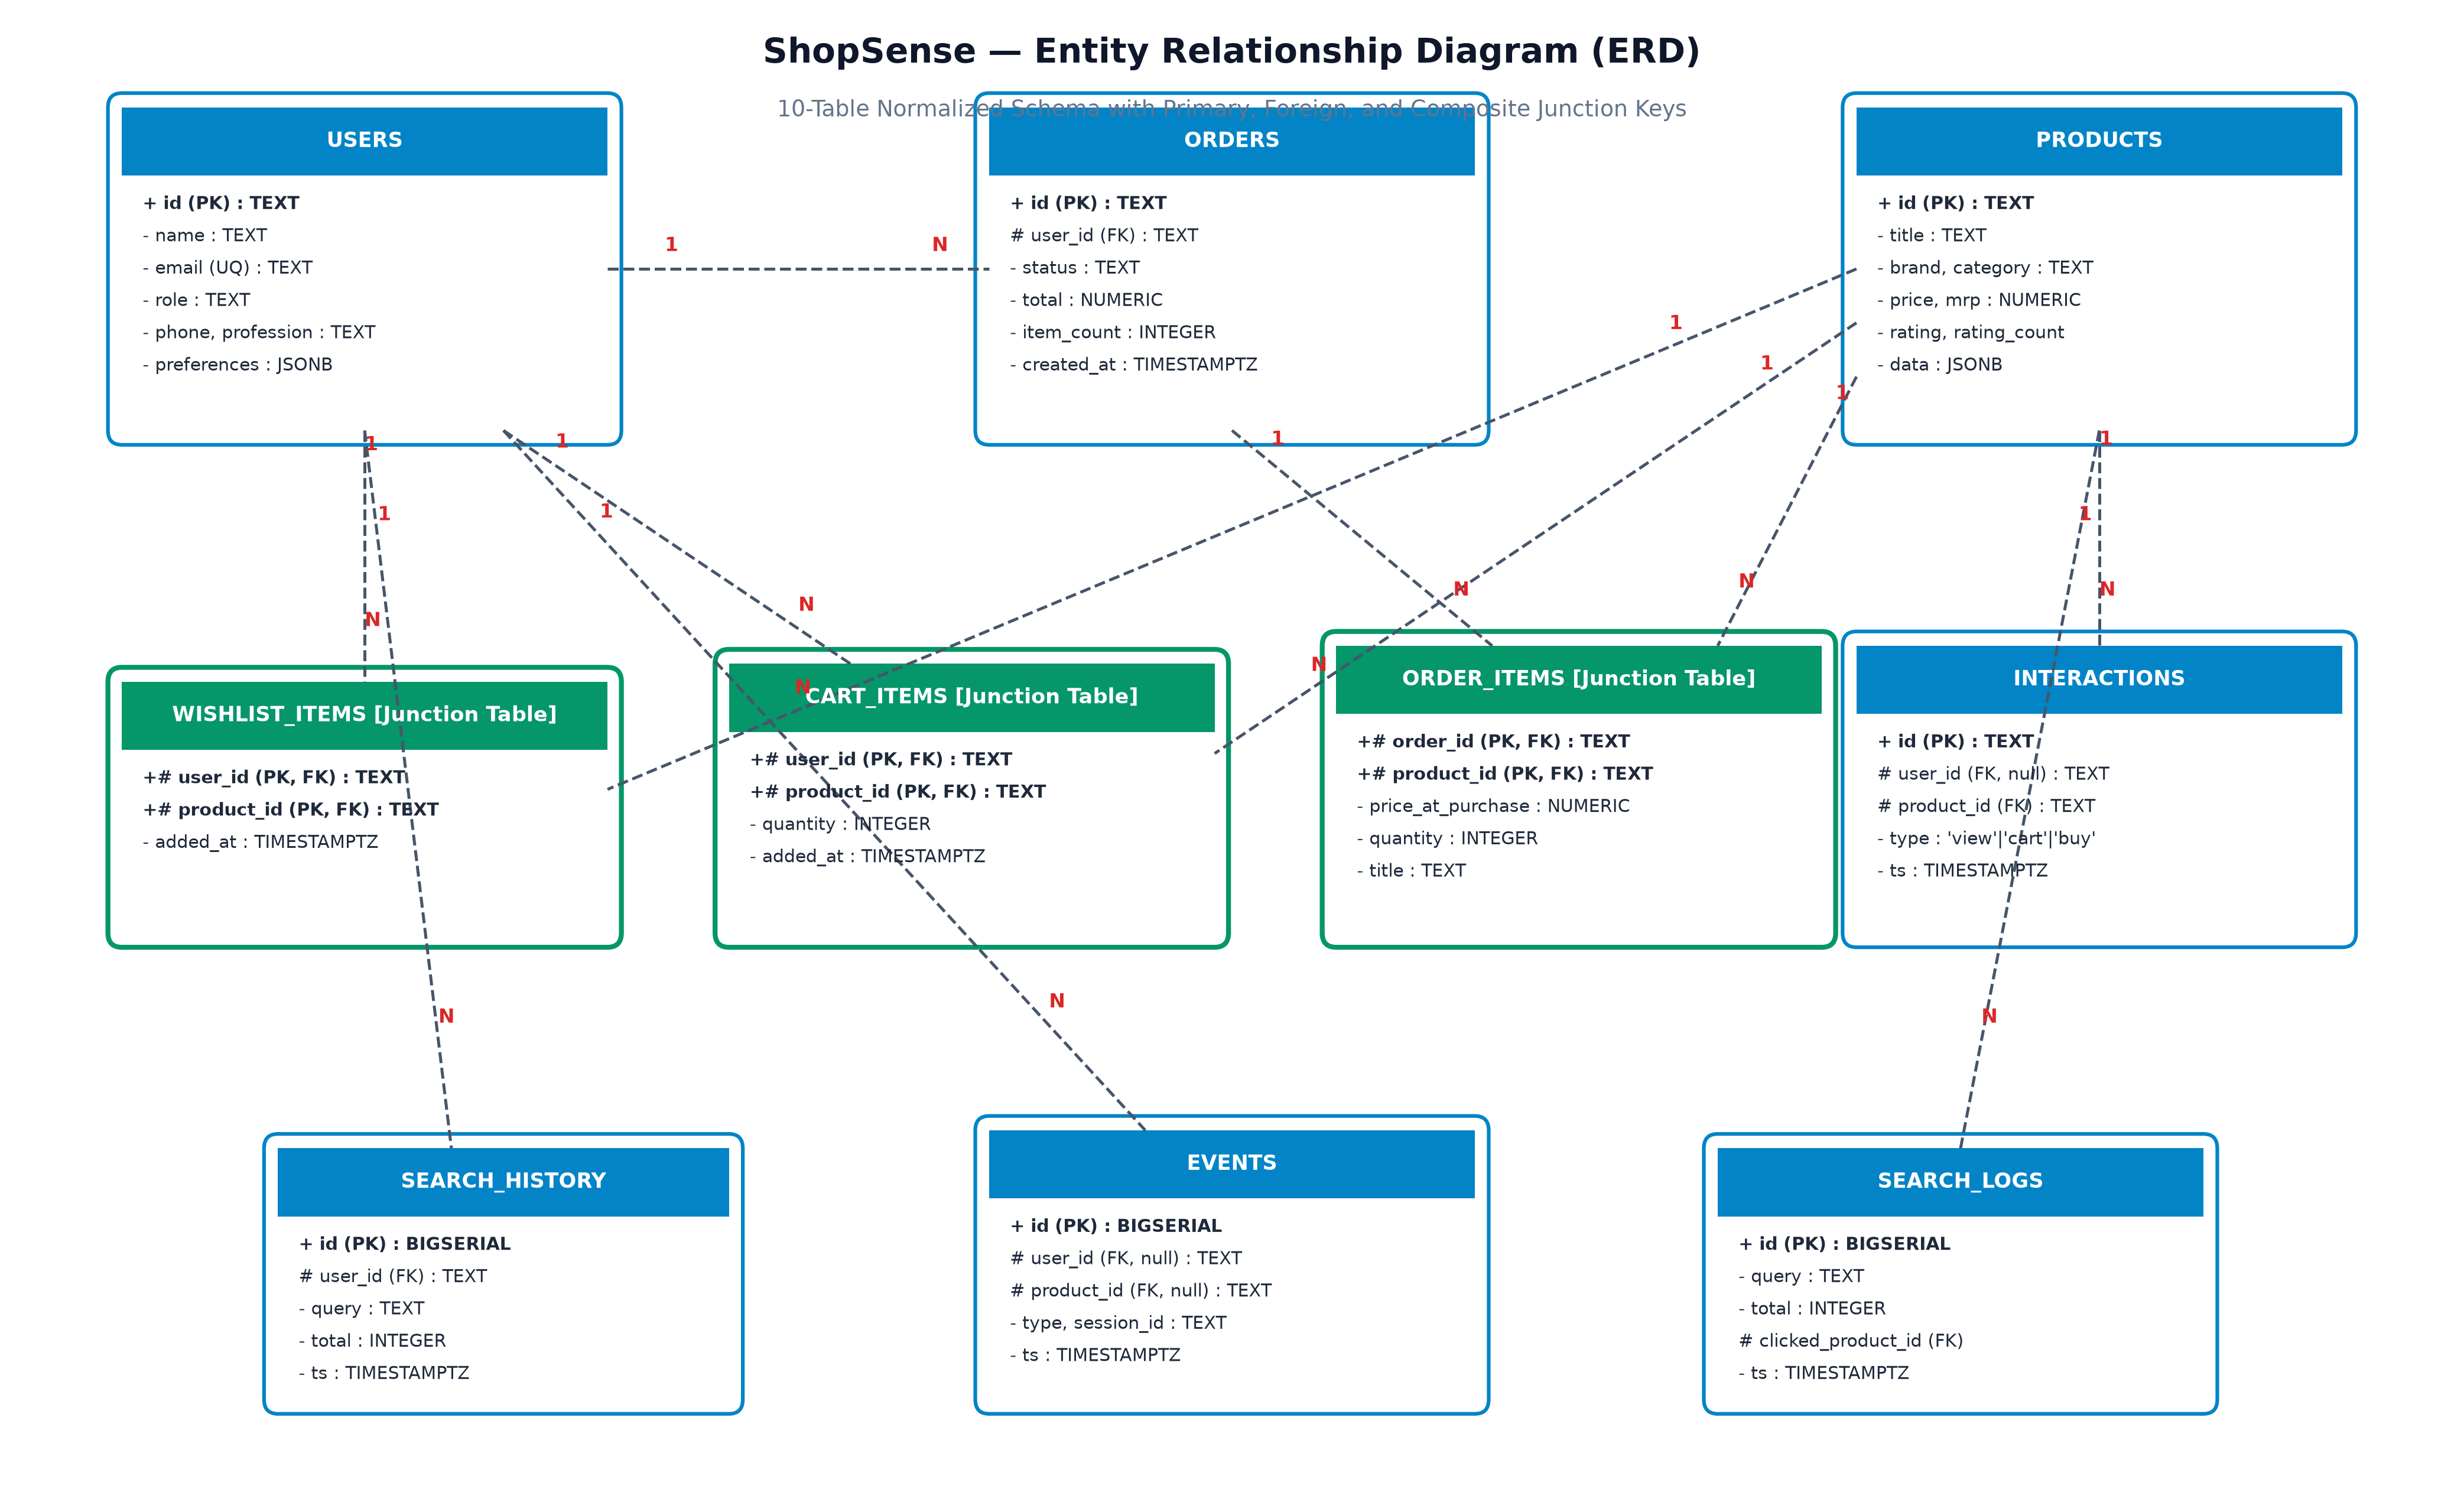 ShopSense — Entity Relationship Diagram (ERD)
10-Table Normalized Schema with Primary, Foreign, and Composite Junction Keys
USERS
+ id (PK) : TEXT
- name : TEXT
- email (UQ) : TEXT
- role : TEXT
- phone, profession : TEXT
- preferences : JSONB
ORDERS
+ id (PK) : TEXT
# user_id (FK) : TEXT
- status : TEXT
- total : NUMERIC
- item_count : INTEGER
- created_at : TIMESTAMPTZ
PRODUCTS
+ id (PK) : TEXT
- title : TEXT
- brand, category : TEXT
- price, mrp : NUMERIC
- rating, rating_count
- data : JSONB
1
N
1
1
1
1
1
1
1
1
1
1
N
N
N
N
N
N
N
WISHLIST_ITEMS [Junction Table]
+# user_id (PK, FK) : TEXT
+# product_id (PK, FK) : TEXT
- added_at : TIMESTAMPTZ
CART_ITEMS [Junction Table]
+# user_id (PK, FK) : TEXT
+# product_id (PK, FK) : TEXT
- quantity : INTEGER
- added_at : TIMESTAMPTZ
ORDER_ITEMS [Junction Table]
+# order_id (PK, FK) : TEXT
+# product_id (PK, FK) : TEXT
- price_at_purchase : NUMERIC
- quantity : INTEGER
- title : TEXT
INTERACTIONS
+ id (PK) : TEXT
# user_id (FK, null) : TEXT
# product_id (FK) : TEXT
- type : 'view'|'cart'|'buy'
- ts : TIMESTAMPTZ
N
N
N
SEARCH_HISTORY
+ id (PK) : BIGSERIAL
# user_id (FK) : TEXT
- query : TEXT
- total : INTEGER
- ts : TIMESTAMPTZ
EVENTS
+ id (PK) : BIGSERIAL
# user_id (FK, null) : TEXT
# product_id (FK, null) : TEXT
- type, session_id : TEXT
- ts : TIMESTAMPTZ
SEARCH_LOGS
+ id (PK) : BIGSERIAL
- query : TEXT
- total : INTEGER
# clicked_product_id (FK)
- ts : TIMESTAMPTZ